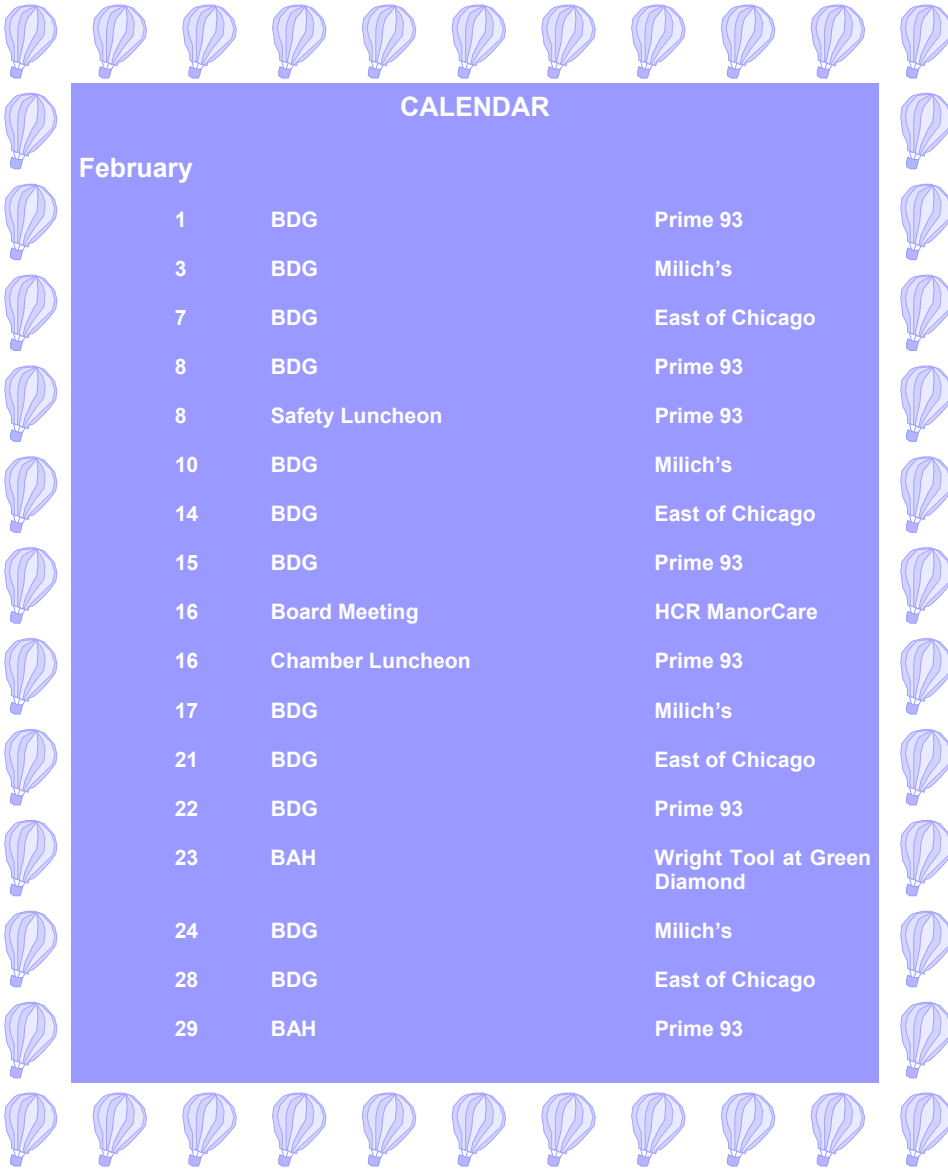 CALENDAR
February
1 BDG Prime 93
3 BDG Milich’s
7 BDG East of Chicago
8 BDG Prime 93
8 Safety Luncheon Prime 93
10 BDG Milich’s
14 BDG East of Chicago
15 BDG Prime 93
16 Board Meeting HCR ManorCare
16 Chamber Luncheon Prime 93
17 BDG Milich’s
21 BDG East of Chicago
22 BDG Prime 93
23 BAH Wright Tool at Green
Diamond
24 BDG Milich’s
28 BDG East of Chicago
29 BAH Prime 93